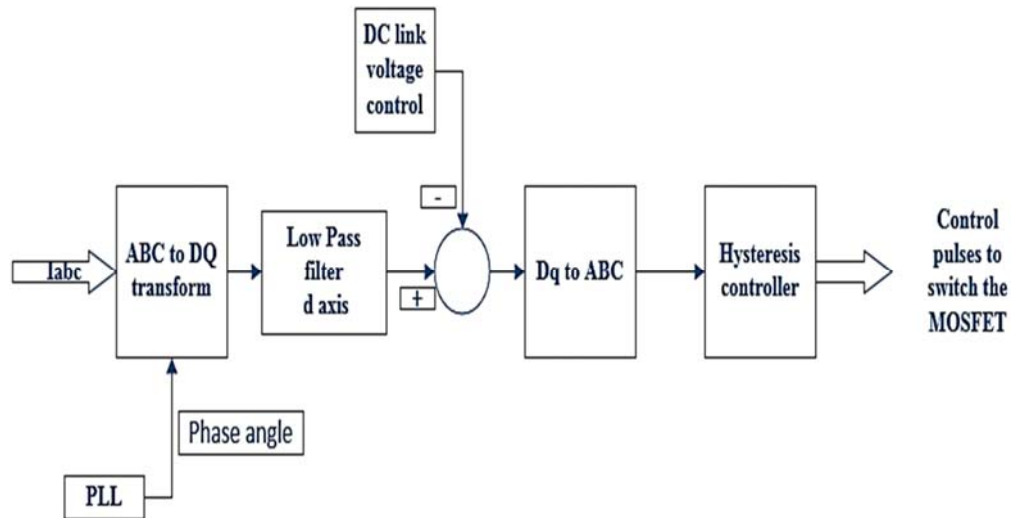 DC link
voltage
control
-
Iabc
ABC to DQ
transform
Low Pass
filter
d axis
+
Dq to ABC
Hysteresis
controller
Control
pulses to
switch the
MOSFET
Phase angle
PLL